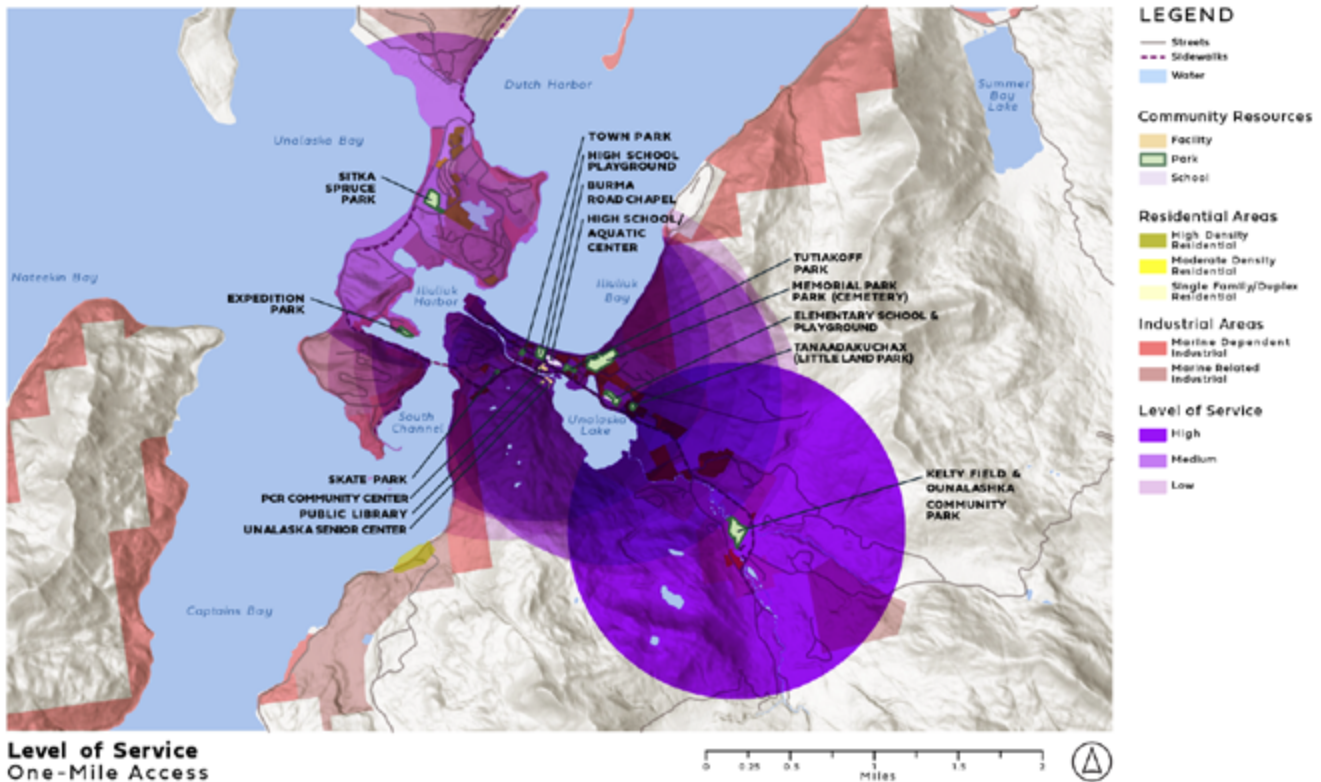 LEGEND
Streets
Sidewalks
Water
Community Resources
Facility
Park
School
Residential Areas
High Density
Residential
Moderate Density
Residential
Single Family/Duplex
Residential
Industrial Areas
Marine Dependent
Industrial
Marine Related
Industrial
Level of Service
High
Medium
Low
Dutch Harbor
Summer
Bay
Lake
Unalaska Bay
TOWN PARK
HIGH SCHOOL
PLAYGROUND
BURMA
ROAD CHAPEL
HIGH SCHOOL/
AQUATIC
CENTER
SITKA
SPRUCE
PARK
Nateekin Bay
Iliuliuk
Harbor
Iliuliuk
Bay
TUTIAKOFF
PARK
MEMORIAL PARK
PARK (CEMETERY)
ELEMENTARY SCHOOL &
PLAYGROUND
TANAADAKUCHAX
(LITTLE LAND PARK)
EXPEDITION
PARK
South
Channel
Unalaska
Lake
SKATE PARK
PCR COMMUNITY CENTER
PUBLIC LIBRARY
UNALASKA SENIOR CENTER
KELTY FIELD &
OUNALASHKA
COMMUNITY
PARK
Captains Bay
Level of Service
One-Mile Access
0 0.25 0.5 1 2
Miles